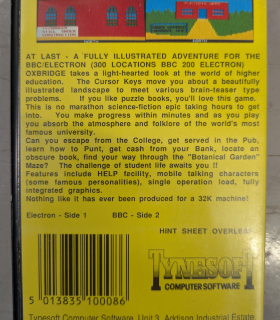 NORTH
AT LAST - A FULLY ILLUSTRATED ADVENTURE FOR THE
BBC/ELECTRON (300 LOCATIONS BBC 200 ELECTRON)
OXBRIDGE takes a light-hearted look at the world of higher
education. The Cursor Keys move you about a beautifully
illustrated landscape to meet various brain-teaser type
problems. If you like puzzle books, you'll love this game.
This is no marathon science-fiction epic taking hours to get
into. You make progress within minutes and as you play
you absorb the atmosphere and folklore of the world's most
famous university.
Can you escape from the College, get served in the Pub,
learn how to Punt, get cash from your Bank, locate an
obscure book, find your way through the "Botanical Garden"
Maze? The challenge of student life awaits you !!
Features include HELP facility, mobile talking characters
(some famous personalities), single operation load, fully
integrated graphics.
Nothing like it has ever been produced for a 32K machine!
Electron - Side 1 BBC - Side 2
HINT SHEET OVERLEAF
TYNESOFT
COMPUTER SOFTWARE
5 013835 100086
Tynesoft Computer Software, Unit 3, Addison Industrial Estate